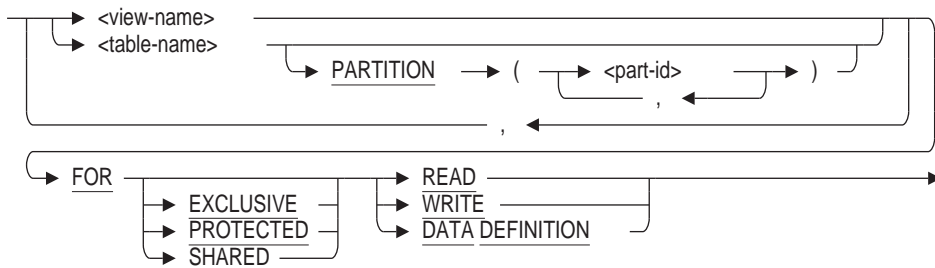 <view-name>
<table-name>
PARTITION ( <part-id> )
,
,
FOR READ
EXCLUSIVE WRITE
PROTECTED DATA DEFINITION
SHARED